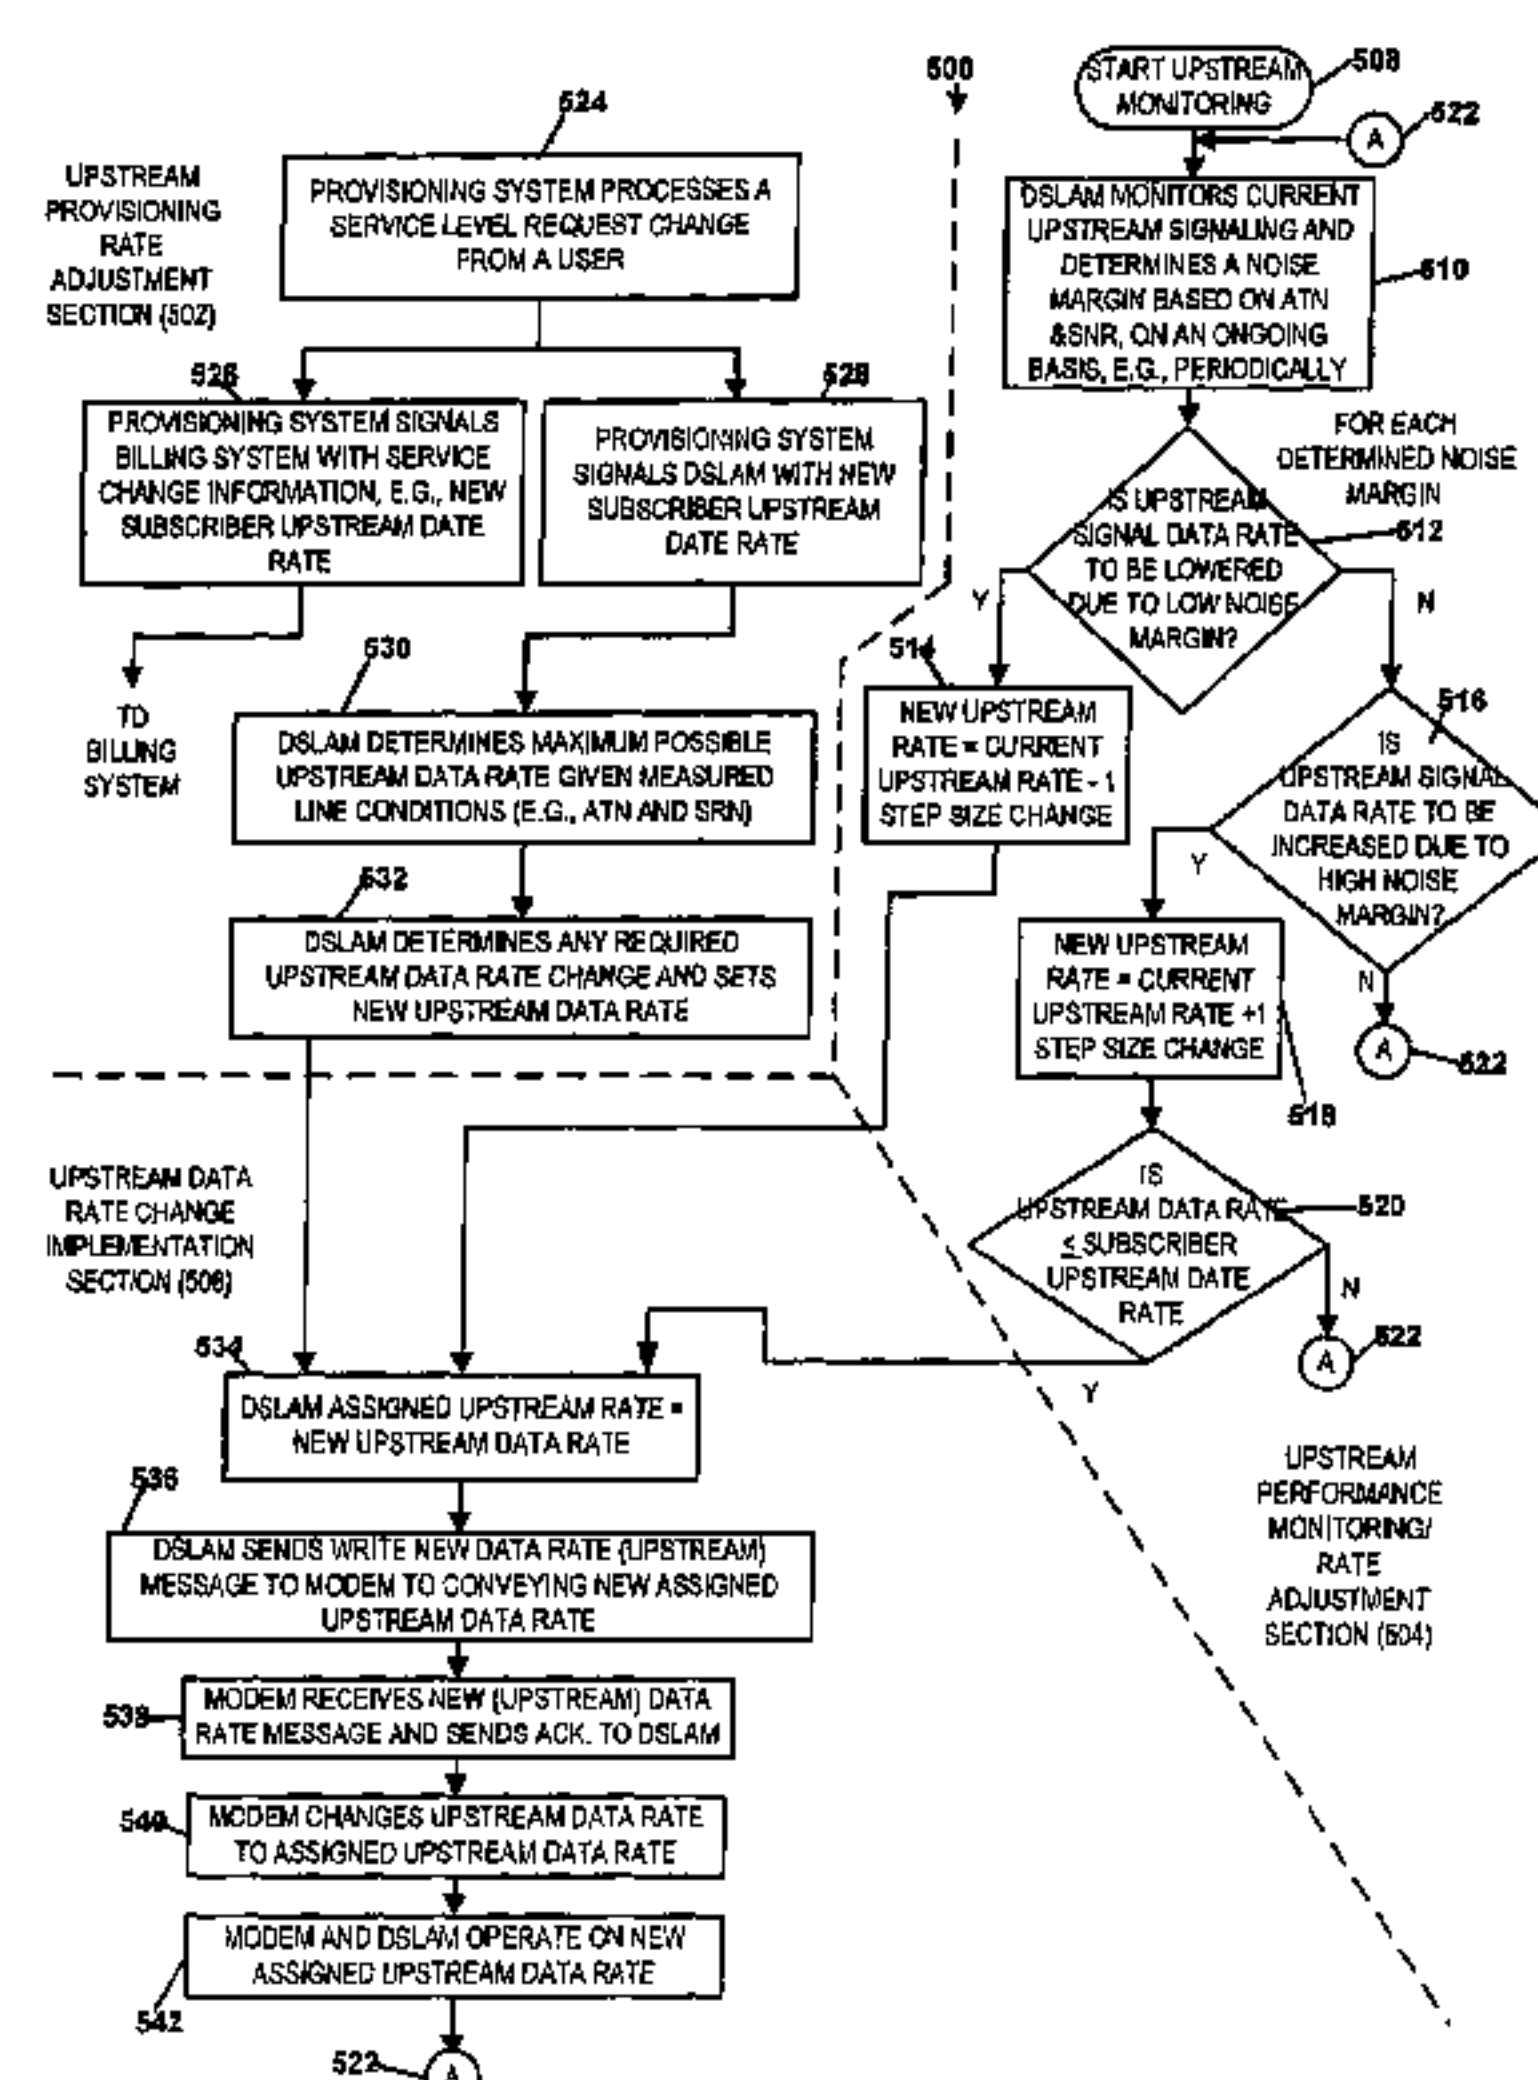 500
START UPSTREAM
MONITORING
508
A
522
524
UPSTREAM
PROVISIONING
RATE
ADJUSTMENT
SECTION (502)
PROVISIONING SYSTEM PROCESSES A
SERVICE LEVEL REQUEST CHANGE
FROM A USER
DSLAM MONITORS CURRENT
UPSTREAM SIGNALING AND
DETERMINES A NOISE
MARGIN BASED ON ATN
&SNR, ON AN ONGOING
BASIS, E.G., PERIODICALLY
510
526
PROVISIONING SYSTEM SIGNALS
BILLING SYSTEM WITH SERVICE
CHANGE INFORMATION, E.G., NEW
SUBSCRIBER UPSTREAM DATE
RATE
528
PROVISIONING SYSTEM
SIGNALS DSLAM WITH NEW
SUBSCRIBER UPSTREAM
DATE RATE
FOR EACH
DETERMINED NOISE
MARGIN
IS UPSTREAM
SIGNAL DATA RATE
TO BE LOWERED
DUE TO LOW NOISE
MARGIN?
512
Y
N
TO
BILLING
SYSTEM
530
DSLAM DETERMINES MAXIMUM POSSIBLE
UPSTREAM DATA RATE GIVEN MEASURED
LINE CONDITIONS (E.G., ATN AND SRN)
514
NEW UPSTREAM
RATE = CURRENT
UPSTREAM RATE - 1
STEP SIZE CHANGE
516
IS
UPSTREAM SIGNAL
DATA RATE TO BE
INCREASED DUE TO
HIGH NOISE
MARGIN?
Y
N
A
522
532
DSLAM DETERMINES ANY REQUIRED
UPSTREAM DATA RATE CHANGE AND SETS
NEW UPSTREAM DATA RATE
NEW UPSTREAM
RATE = CURRENT
UPSTREAM RATE +1
STEP SIZE CHANGE
518
IS
UPSTREAM DATA RATE
≤ SUBSCRIBER
UPSTREAM DATE
RATE
520
N
A
522
Y
UPSTREAM DATA
RATE CHANGE
IMPLEMENTATION
SECTION (506)
534
DSLAM ASSIGNED UPSTREAM RATE =
NEW UPSTREAM DATA RATE
536
DSLAM SENDS WRITE NEW DATA RATE (UPSTREAM)
MESSAGE TO MODEM TO CONVEYING NEW ASSIGNED
UPSTREAM DATA RATE
UPSTREAM
PERFORMANCE
MONITORING/
RATE
ADJUSTMENT
SECTION (504)
538
MODEM RECEIVES NEW (UPSTREAM) DATA
RATE MESSAGE AND SENDS ACK. TO DSLAM
540
MODEM CHANGES UPSTREAM DATA RATE
TO ASSIGNED UPSTREAM DATA RATE
MODEM AND DSLAM OPERATE ON NEW
ASSIGNED UPSTREAM DATA RATE
542
522
A